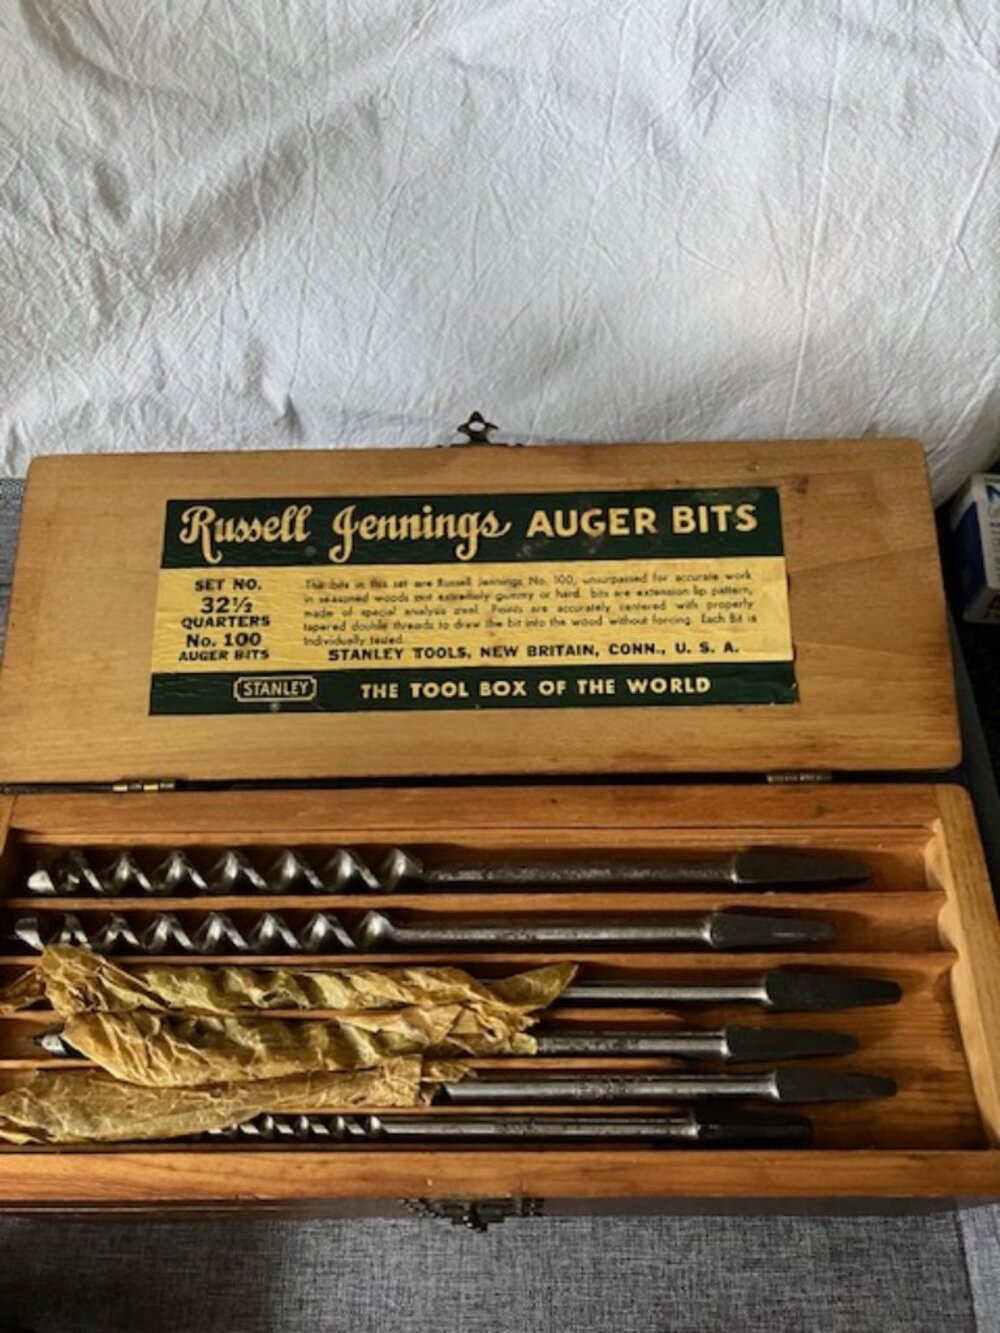 Russell Jennings AUGER BITS
SET NO.
32½
QUARTERS
No. 100
AUGER BITS
The bits in this set are Russell Jennings No. 100, unsurpassed for accurate work
in seasoned woods not extremely gummy or hard. bits are extension lip pattern,
made of special analysis steel. Points are accurately centered with properly
tapered double threads to draw the bit into the wood without forcing. Each Bit is
Individually tested.
STANLEY TOOLS, NEW BRITAIN, CONN., U. S. A.
STANLEY THE TOOL BOX OF THE WORLD